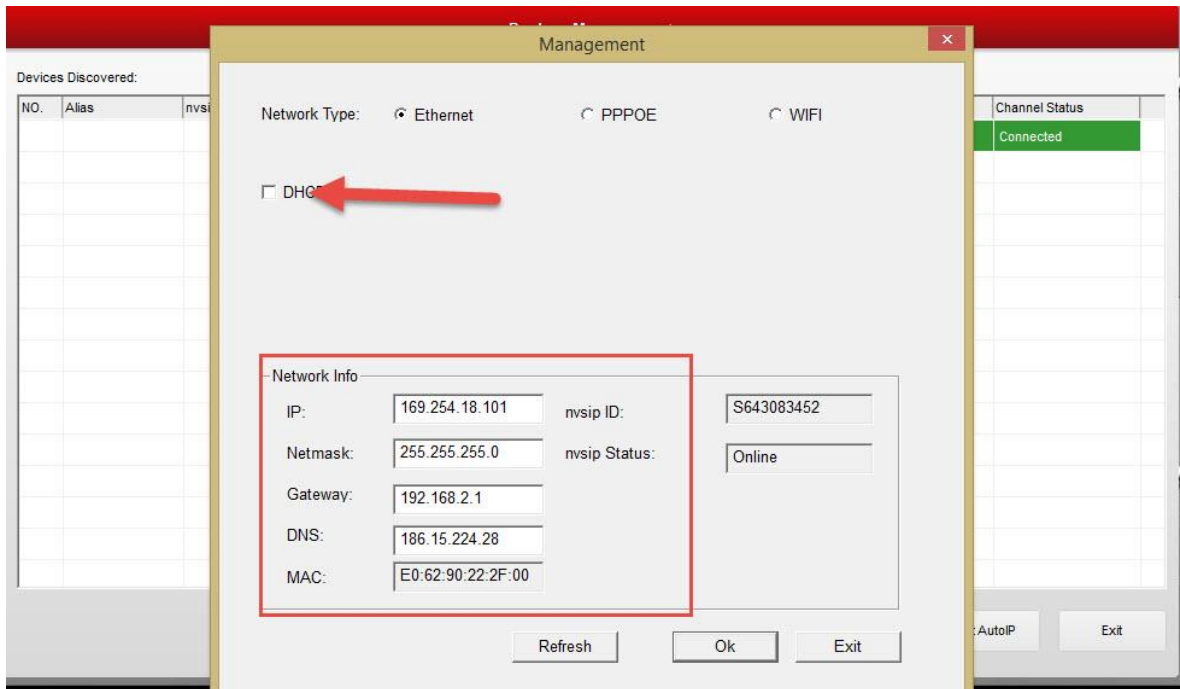 Management
Devices Discovered:
NO. Alias nvsi Channel Status
Connected
Network Type: Ethernet PPPOE WIFI
Network Info
IP: 169.254.18.101 nvsip ID: S643083452
Netmask: 255.255.255.0 nvsip Status: Online
Gateway: 192.168.2.1
DNS: 186.15.224.28
MAC: E0:62:90:22:2F:00
AutoIP Exit
Refresh Ok Exit